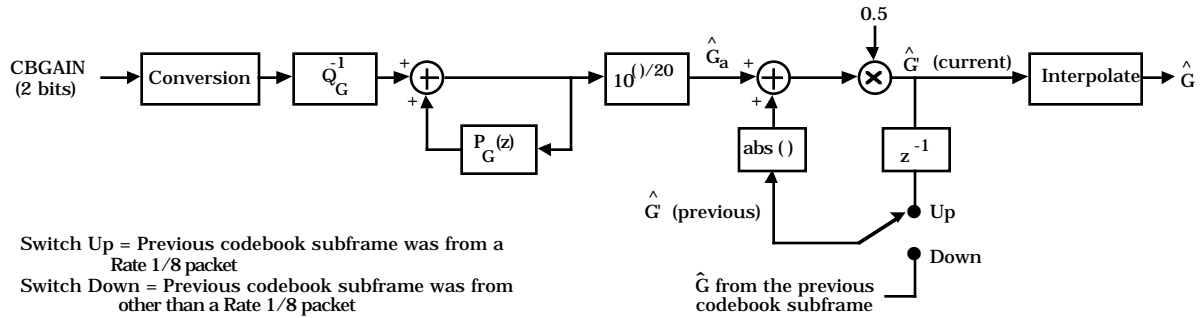 0.5
CBGAIN
(2 bits)
Conversion
Q_G^-1
+
+
+
P_G(z)
10^( )/20
Ĝ_a
+
+
+
×
Ĝ' (current)
Interpolate
Ĝ
abs ( )
z^-1
Ĝ' (previous)
Up
Down
Switch Up = Previous codebook subframe was from a
Rate 1/8 packet
Switch Down = Previous codebook subframe was from
other than a Rate 1/8 packet
Ĝ from the previous
codebook subframe